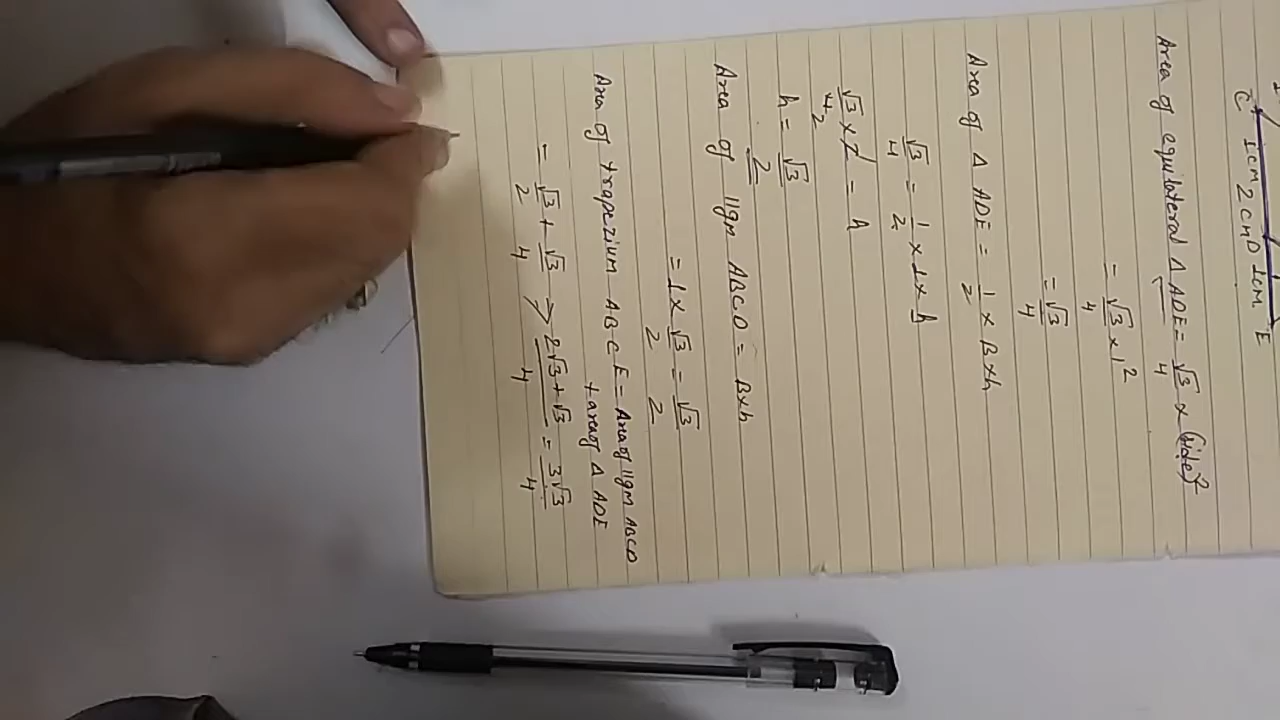 C 1cm 2cm D 1cm E
Area of equilateral Δ ADE = √3/4 × (side)²
= √3/4 × 1²
= √3/4
Area of Δ ADE = 1/2 × B×h
√3/4 = 1/2 × 1 × h
√3/4 2 × 2 = h
h = √3/2
Area of llgm ABCD = B×h
= 1 × √3/2 = √3/2
Area of trapezium ABCE = Area of llgm ABCD
+ area of Δ ADE
= √3/2 + √3/4 ⇒ 2√3+√3/4 = 3√3/4